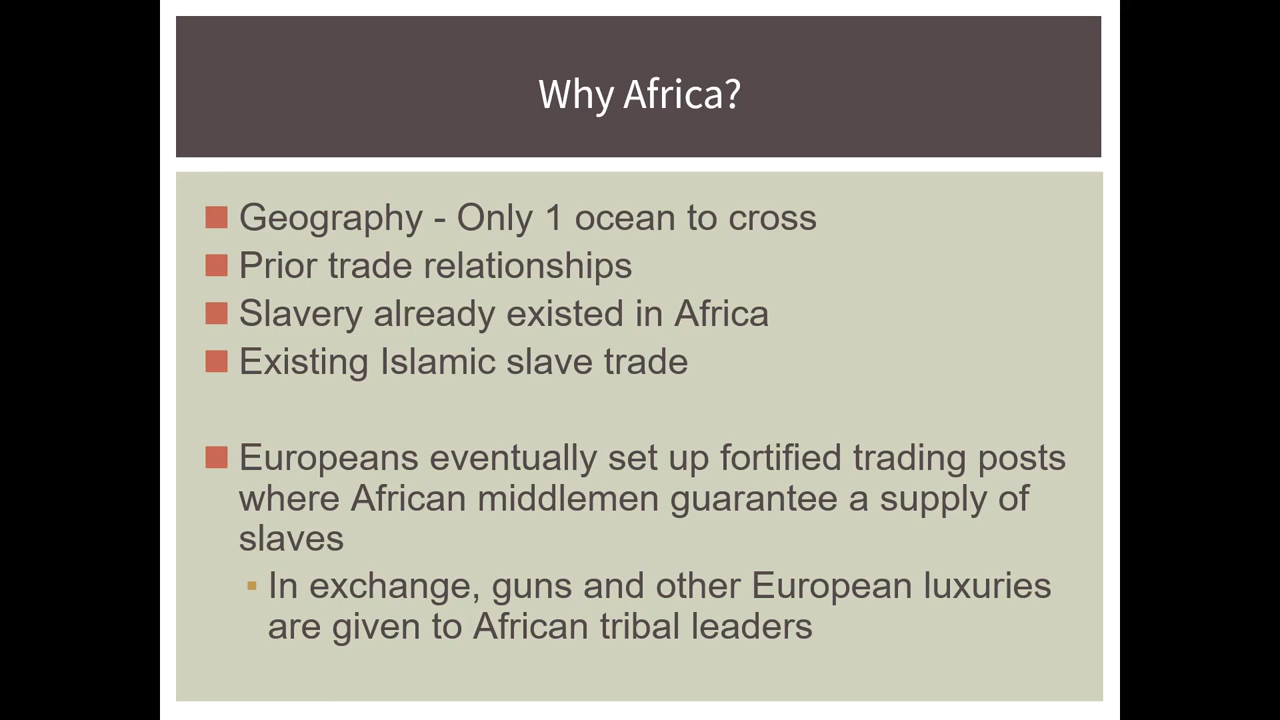 Why Africa?
Geography - Only 1 ocean to cross
Prior trade relationships
Slavery already existed in Africa
Existing Islamic slave trade
Europeans eventually set up fortified trading posts
where African middlemen guarantee a supply of
slaves
In exchange, guns and other European luxuries
are given to African tribal leaders